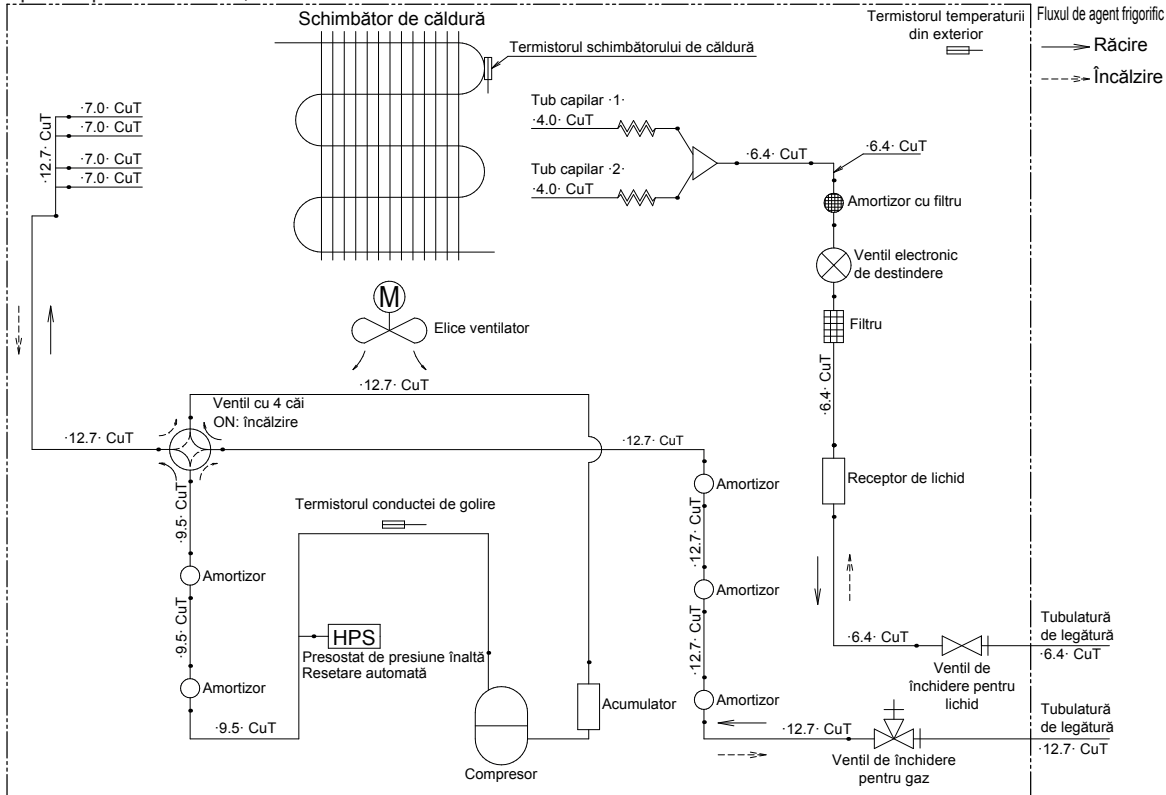 Schimbător de căldură
Termistorul schimbătorului de căldură
Termistorul temperaturii
din exterior
Fluxul de agent frigorific
Răcire
Încălzire
·7.0· CuT
·7.0· CuT
·7.0· CuT
·7.0· CuT
·12.7· CuT
Tub capilar ·1·
·4.0· CuT
Tub capilar ·2·
·4.0· CuT
·6.4· CuT
·6.4· CuT
Amortizor cu filtru
Ventil electronic
de destindere
Filtru
·6.4· CuT
M
Elice ventilator
·12.7· CuT
Ventil cu 4 căi
ON: încălzire
·12.7· CuT
·12.7· CuT
Receptor de lichid
Amortizor
Termistorul conductei de golire
·9.5· CuT
·12.7· CuT
Amortizor
Amortizor
·9.5· CuT
·12.7· CuT
HPS
Presostat de presiune înaltă
Resetare automată
·6.4· CuT
Ventil de
închidere pentru
lichid
Tubulatură
de legătură
·6.4· CuT
Amortizor
·9.5· CuT
Acumulator
Compresor
Amortizor
·12.7· CuT
Ventil de închidere
pentru gaz
Tubulatură
de legătură
·12.7· CuT